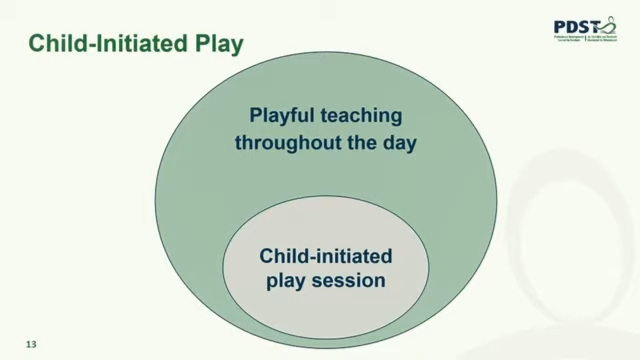 Child-Initiated Play
PDST
Playful teaching
throughout the day
Child-initiated
play session
13